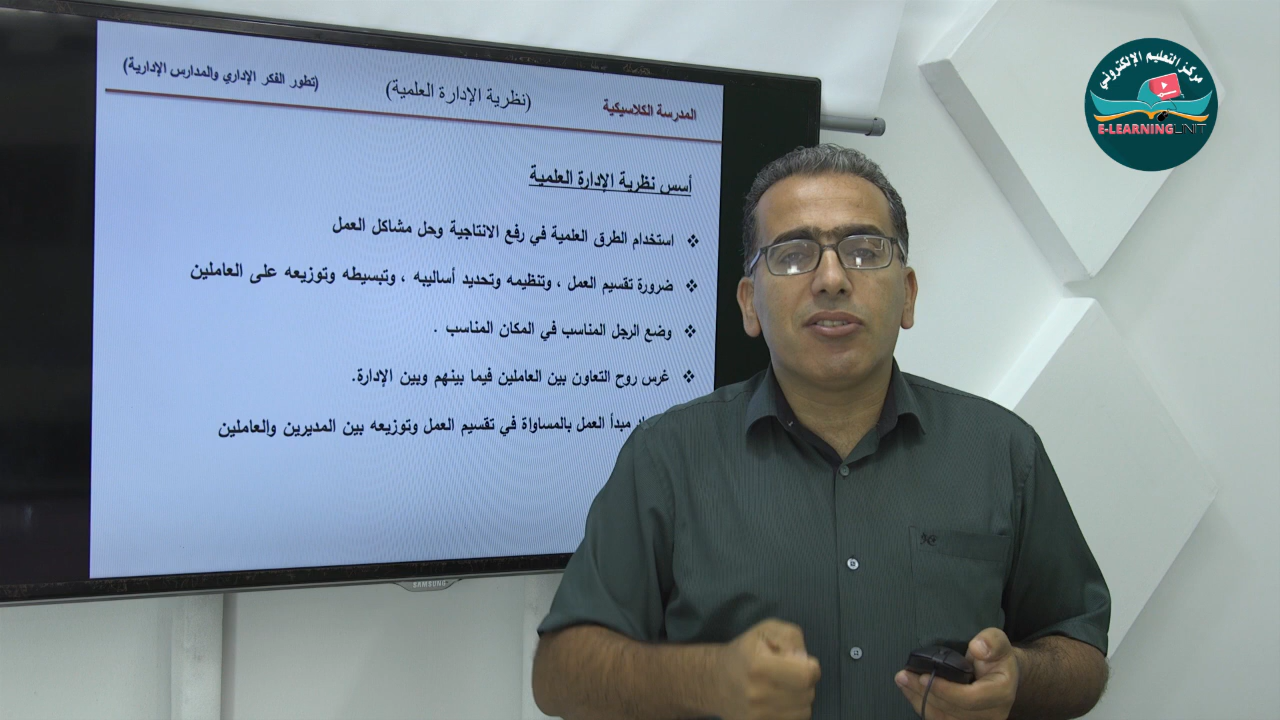 مركز التعليم الإلكتروني
E-LEARNING UNIT
المدرسة الكلاسيكية
(نظرية الإدارة العلمية)
(تطور الفكر الإداري والمدارس الإدارية)
أسس نظرية الإدارة العلمية
استخدام الطرق العلمية في رفع الانتاجية وحل مشاكل العمل
ضرورة تقسيم العمل ، وتنظيمه وتحديد أساليبه ، وتبسيطه وتوزيعه على العاملين
وضع الرجل المناسب في المكان المناسب .
غرس روح التعاون بين العاملين فيما بينهم وبين الإدارة.
مبدأ العمل بالمساواة في تقسيم العمل وتوزيعه بين المديرين والعاملين
SAMSUNG